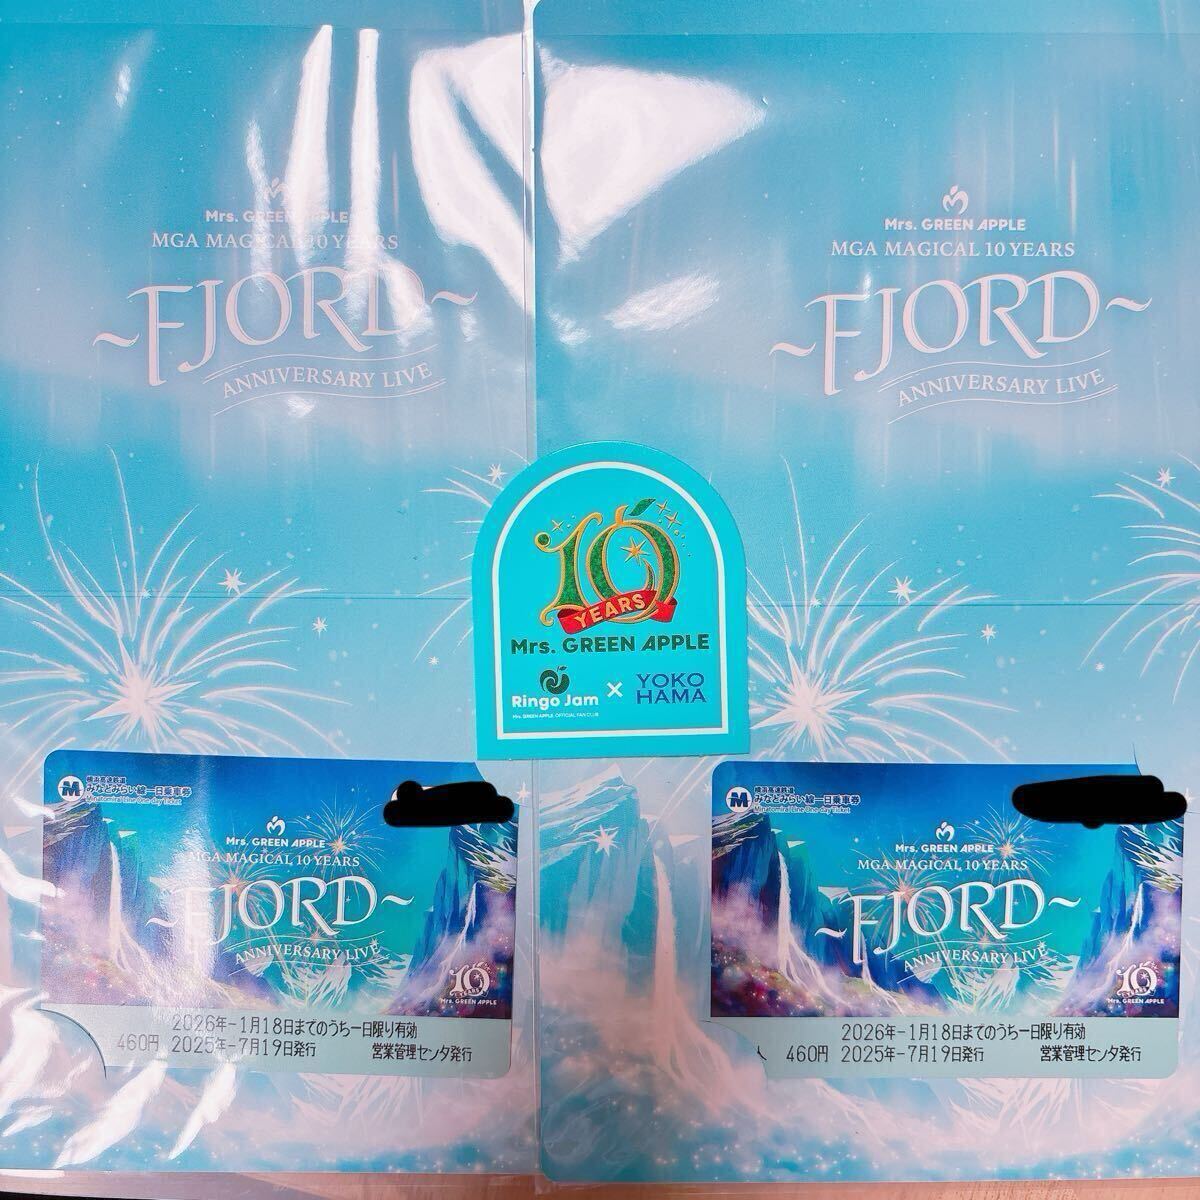 Mrs. GREEN APPLE
MGA MAGICAL 10 YEARS
~FJORD~
ANNIVERSARY LIVE
Mrs. GREEN APPLE
MGA MAGICAL 10 YEARS
~FJORD~
ANNIVERSARY LIVE
10
YEARS
Mrs. GREEN APPLE
Ringo Jam × YOKO
HAMA
Mrs. GREEN APPLE OFFICIAL FAN CLUB
M 横浜高速鉄道
みなとみらい線一日乗車券
Minatomirai Line One-day Ticket
Mrs. GREEN APPLE
MGA MAGICAL 10 YEARS
~FJORD~
ANNIVERSARY LIVE
10
YEARS
Mrs. GREEN APPLE
2026年-1月18日までのうち一日限り有効
460円 2025年-7月19日発行 営業管理センタ発行
M 横浜高速鉄道
みなとみらい線一日乗車券
Minatomirai Line One-day Ticket
Mrs. GREEN APPLE
MGA MAGICAL 10 YEARS
~FJORD~
ANNIVERSARY LIVE
10
YEARS
Mrs. GREEN APPLE
2026年-1月18日までのうち一日限り有効
460円 2025年-7月19日発行 営業管理センタ発行